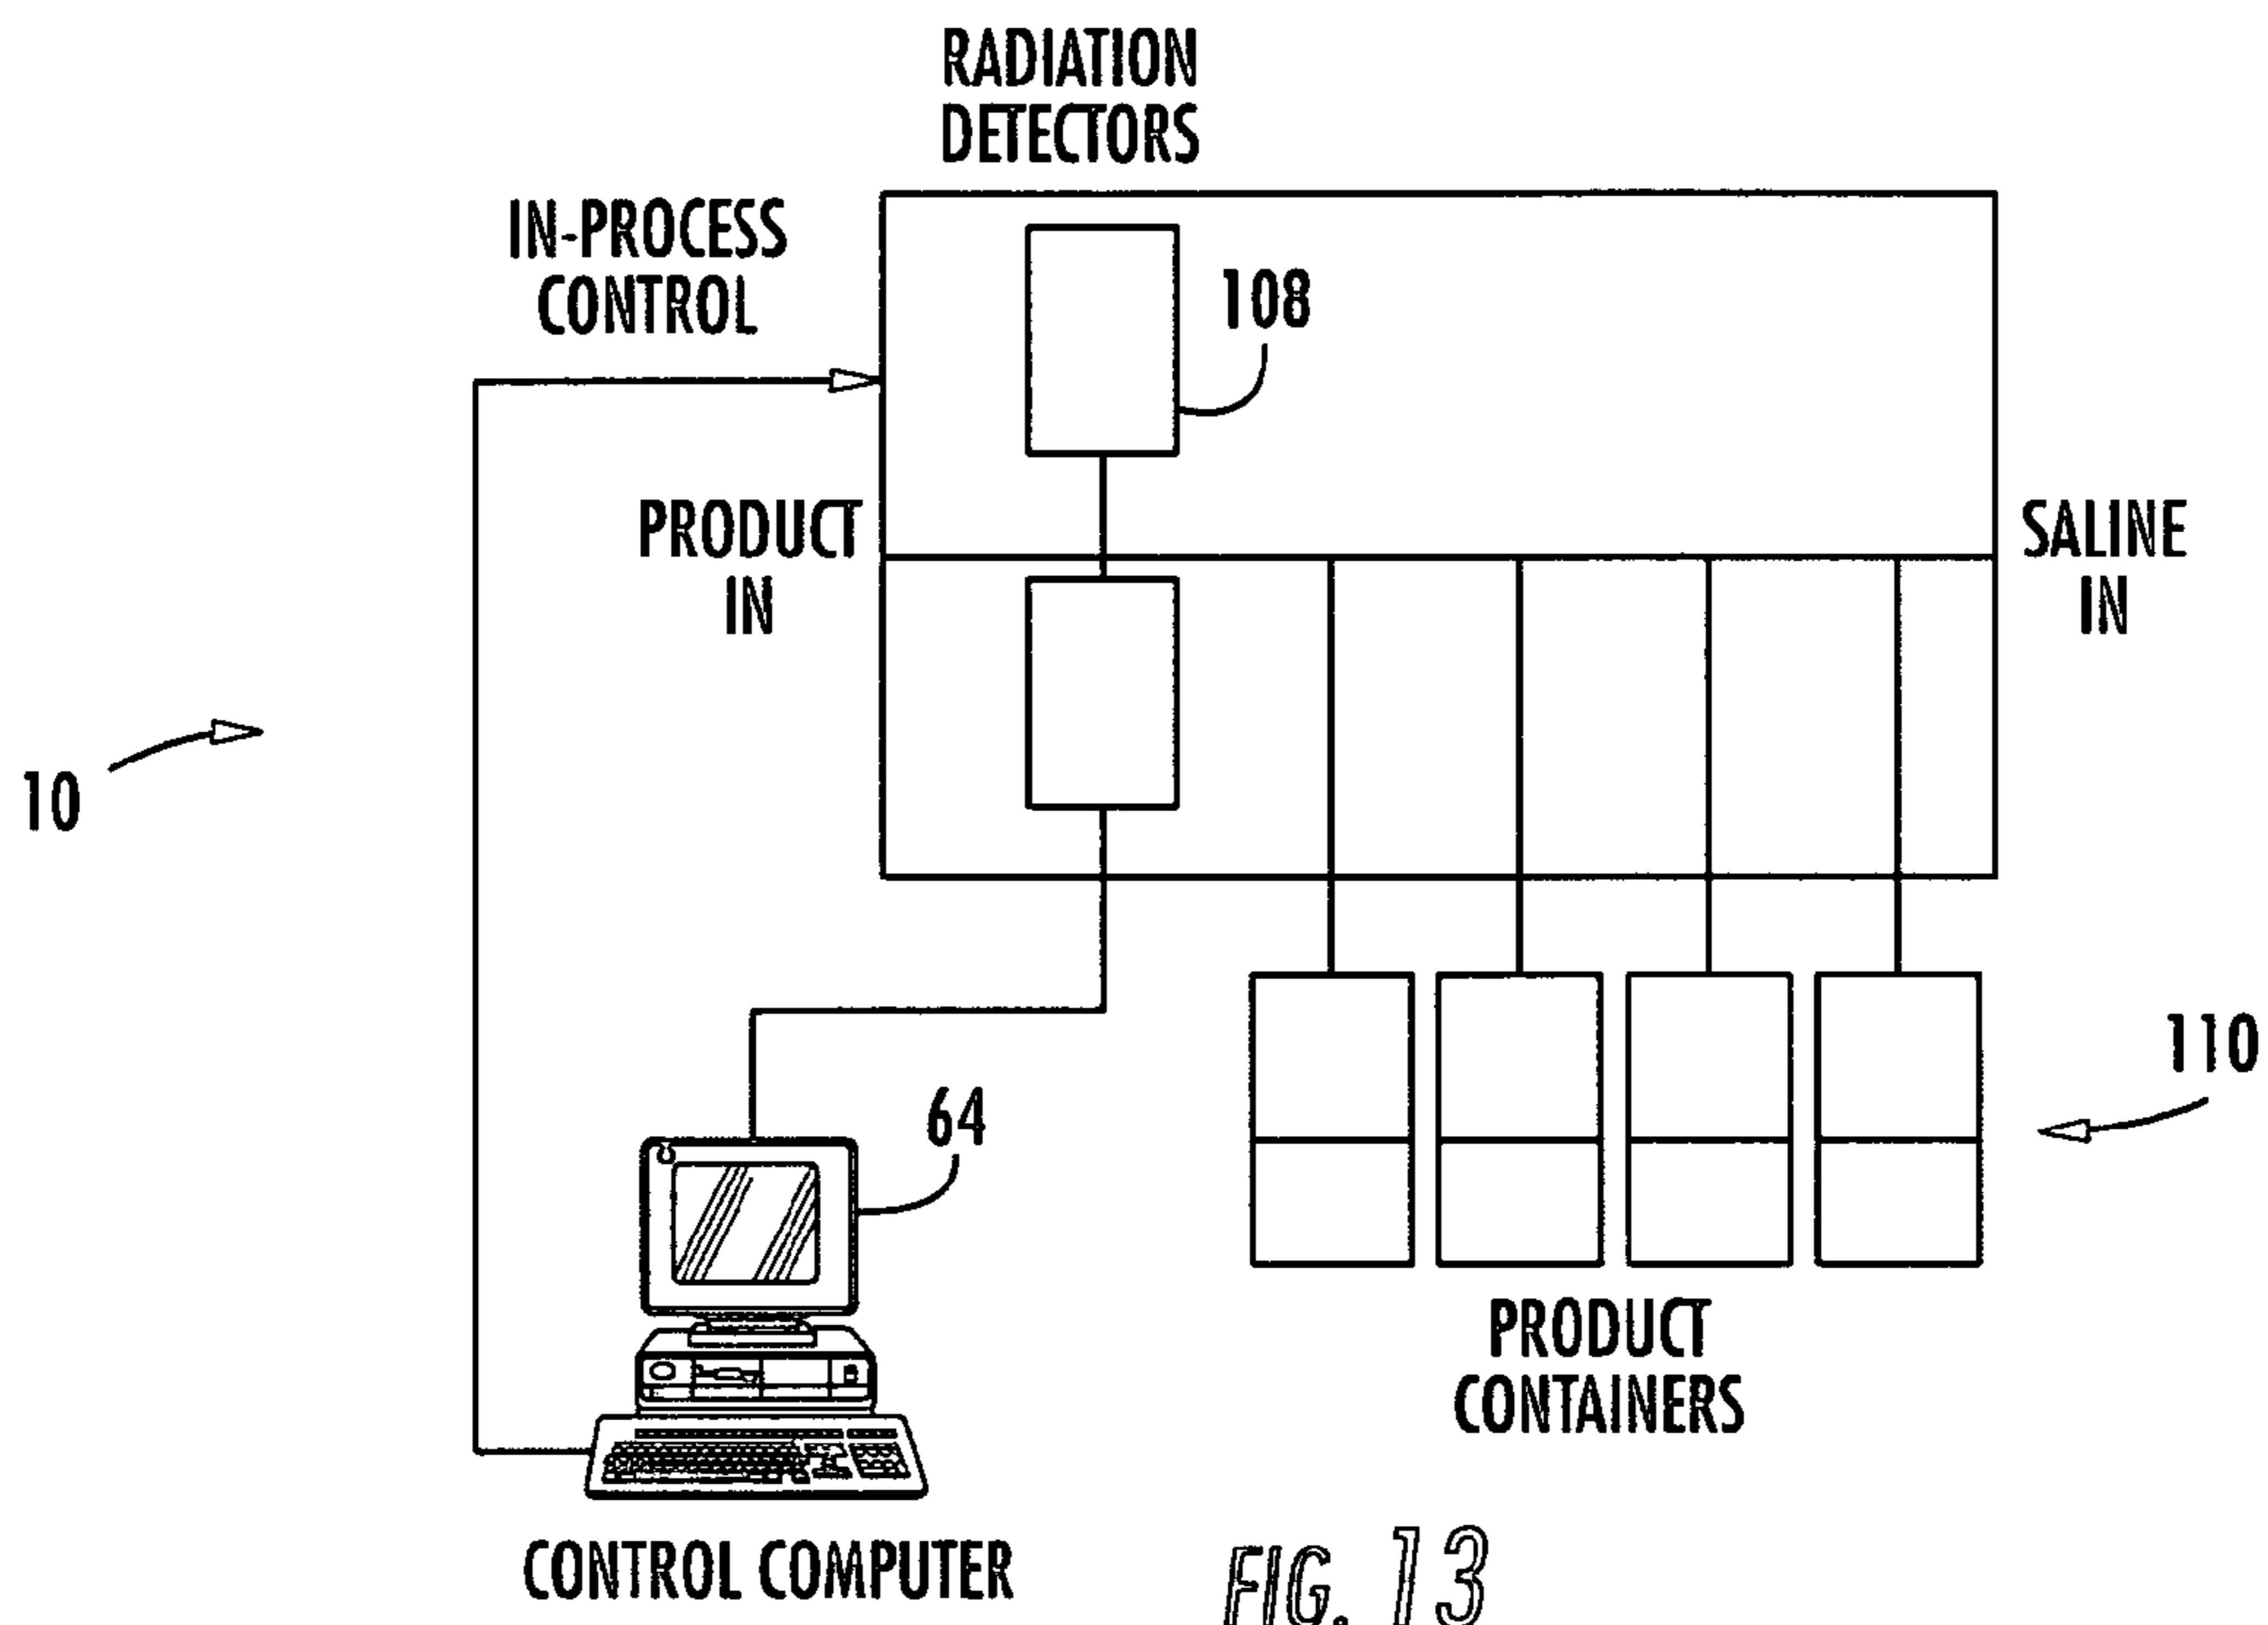 RADIATION
DETECTORS
IN-PROCESS
CONTROL
108
PRODUCT
IN
SALINE
IN
10
110
64
PRODUCT
CONTAINERS
CONTROL COMPUTER
FIG. 13